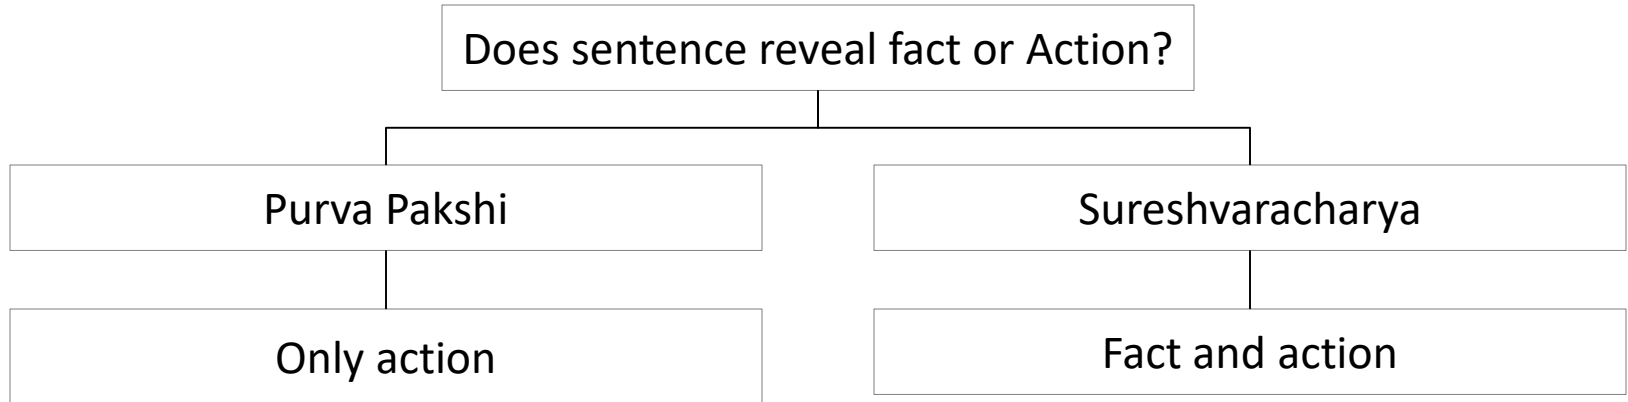 Does sentence reveal fact or Action?
Purva Pakshi
Sureshvaracharya
Only action
Fact and action